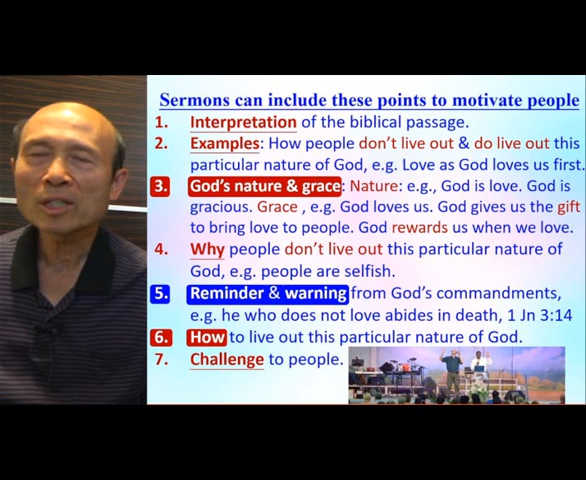 Sermons can include these points to motivate people
1. Interpretation of the biblical passage.
2. Examples: How people don't live out & do live out this
particular nature of God, e.g. Love as God loves us first.
3. God's nature & grace: Nature: e.g., God is love. God is
gracious. Grace , e.g. God loves us. God gives us the gift
to bring love to people. God rewards us when we love.
4. Why people don't live out this particular nature of
God, e.g. people are selfish.
5. Reminder & warning from God's commandments,
e.g. he who does not love abides in death, 1 Jn 3:14
6. How to live out this particular nature of God.
7. Challenge to people.